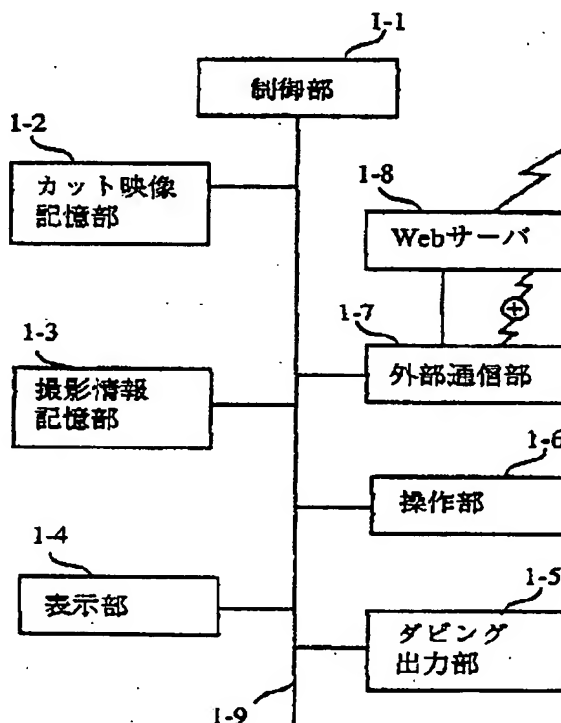 1-1
制御部
1-2
カット映像
記憶部
1-8
Webサーバ
1-7
外部通信部
1-3
撮影情報
記憶部
1-6
操作部
1-4
表示部
1-5
ダビング
出力部
1-9